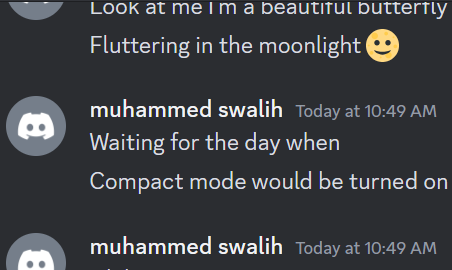 Look at me I'm a beautiful butterfly
Fluttering in the moonlight
muhammed swalih Today at 10:49 AM
Waiting for the day when
Compact mode would be turned on
muhammed swalih Today at 10:49 AM